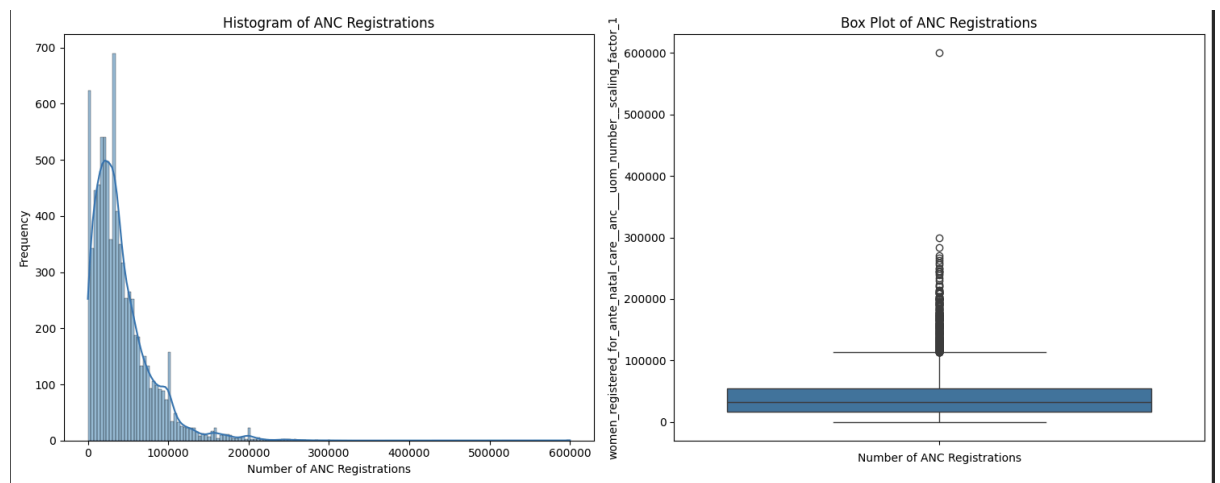 Histogram of ANC Registrations
700
600
500
400
300
200
100
0
Frequency
0 100000 200000 300000 400000 500000 600000
Number of ANC Registrations
Box Plot of ANC Registrations
women_registered_for_ante_natal_care__anc___uom_number__scaling_factor_1
600000
500000
400000
300000
200000
100000
0
Number of ANC Registrations